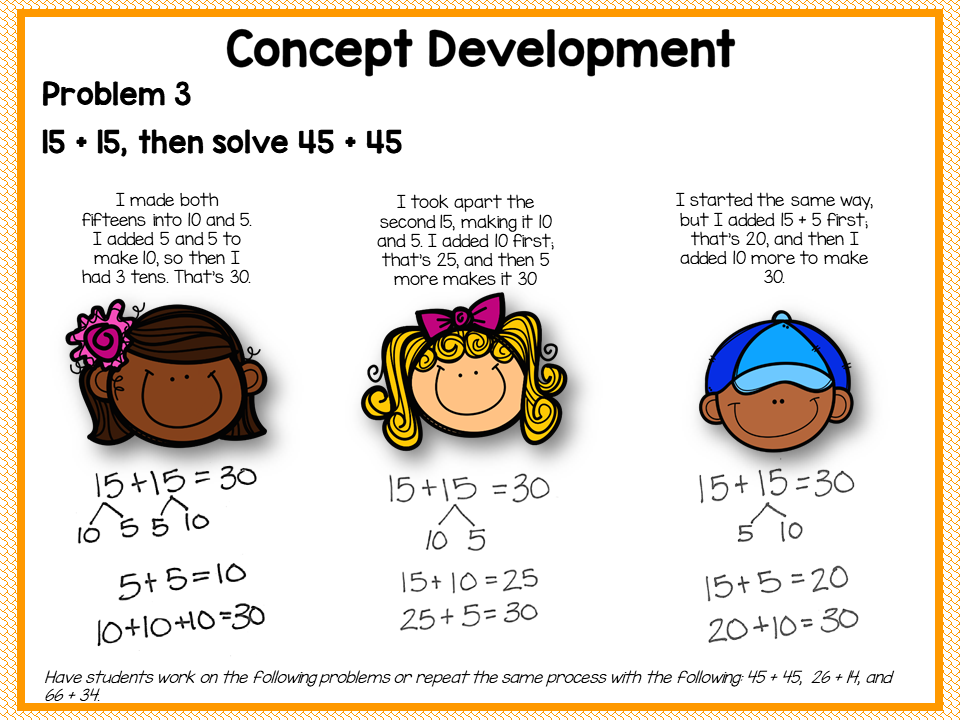 Concept Development
Problem 3
15 + 15, then solve 45 + 45
I made both
fifteens into 10 and 5.
I added 5 and 5 to
make 10, so then I
had 3 tens. That's 30.
I took apart the
second 15, making it 10
and 5. I added 10 first;
that's 25, and then 5
more makes it 30
I started the same way,
but I added 15 + 5 first;
that's 20, and then I
added 10 more to make
30.
15+15=30
10 5 5 10
5+5=10
10+10+10=30
15+15 =30
10 5
15+10=25
25+5=30
15+15=30
5 10
15+5=20
20+10=30
Have students work on the following problems or repeat the same process with the following: 45 + 45, 26 + 14, and
66 + 34.